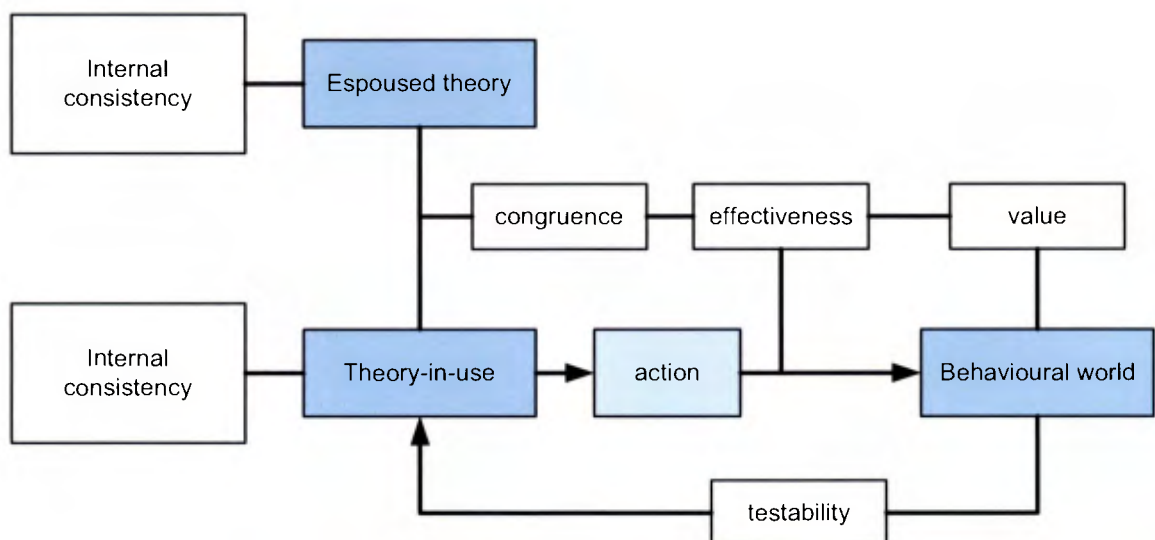 Internal
consistency
Espoused theory
congruence
effectiveness
value
Internal
consistency
Theory-in-use
action
Behavioural world
testability